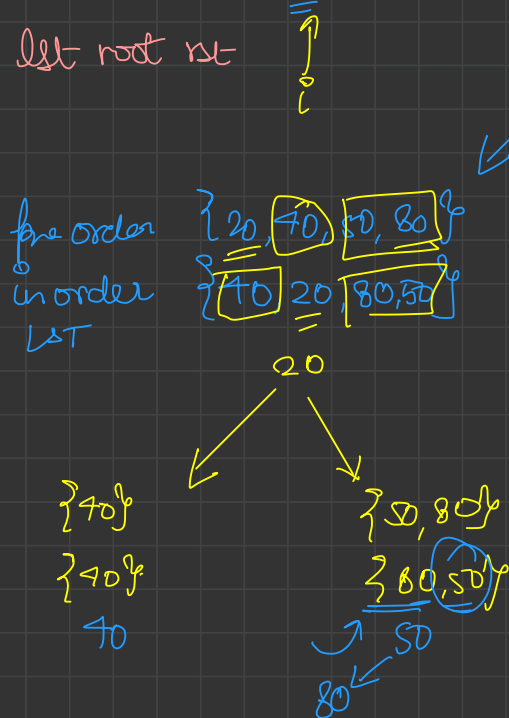 lst root rst
i
pre order {20, 40, 50, 80}
in order {40, 20, 80,50}
LST
20
{40} {50,80}
{40} {80,50}
40 50
80